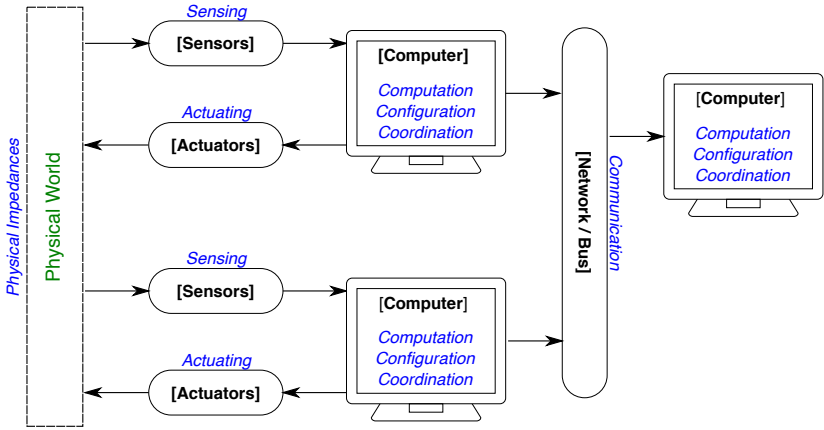 Physical Impedances
Physical World
Sensing
[Sensors]
Actuating
[Actuators]
[Computer]
Computation
Configuration
Coordination
Sensing
[Sensors]
Actuating
[Actuators]
[Computer]
Computation
Configuration
Coordination
[Network / Bus]
Communication
[Computer]
Computation
Configuration
Coordination